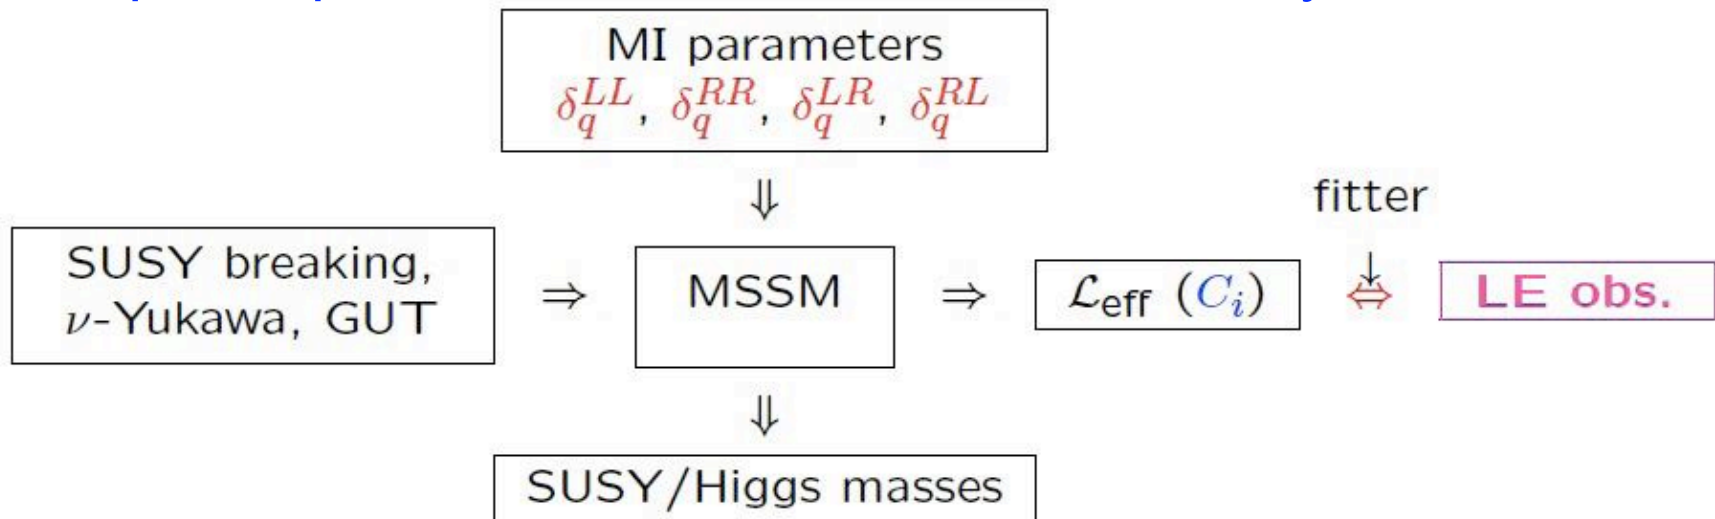 MI parameters
δ_q^{LL}, δ_q^{RR}, δ_q^{LR}, δ_q^{RL}
⇓
fitter
↓
SUSY breaking,
ν-Yukawa, GUT
⇒ MSSM ⇒ ℒ_eff (C_i) ⇔ LE obs.
⇓
SUSY/Higgs masses